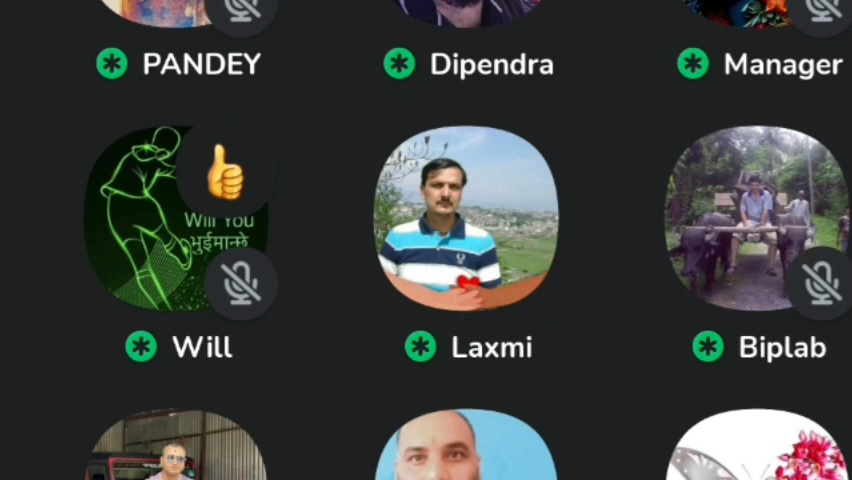 PANDEY
Dipendra
Manager
Will You
भुईमान्छे
Will
Laxmi
Biplab